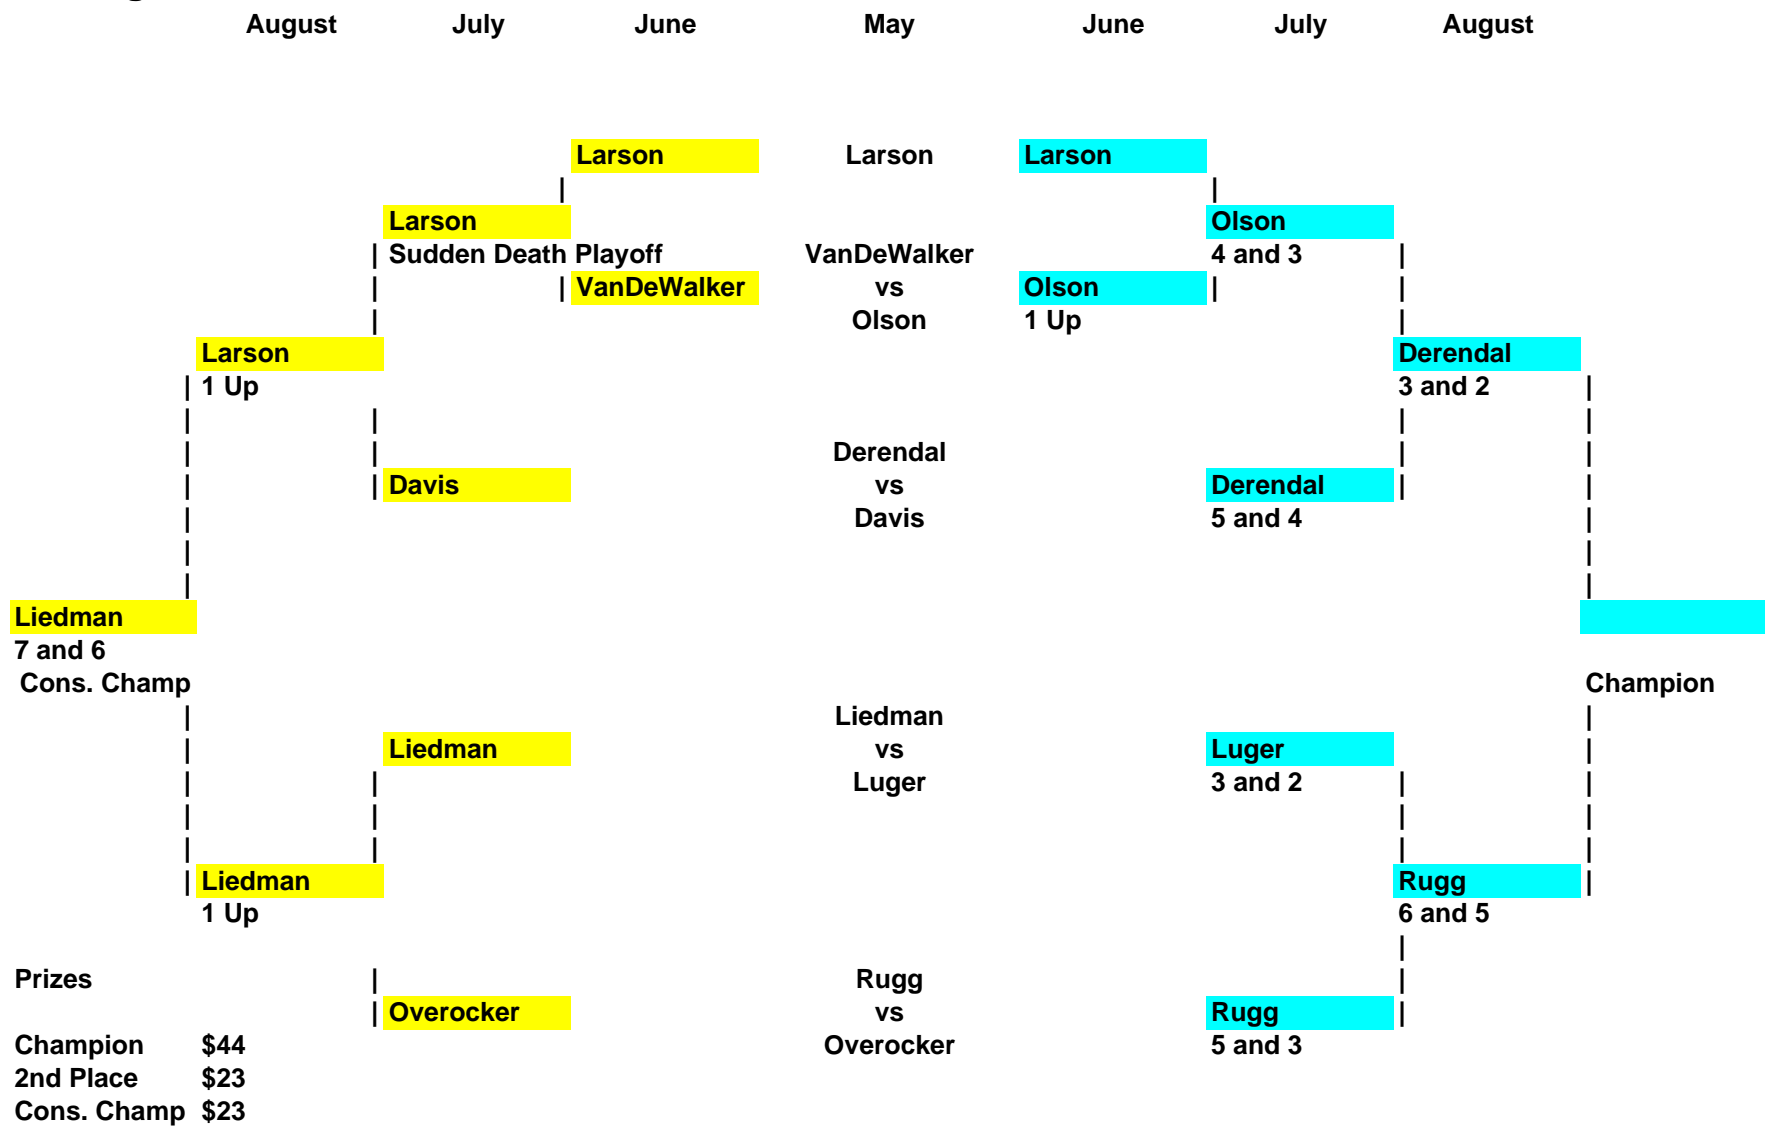 August July June May June July August
Larson Larson Larson
Larson Olson
Sudden Death Playoff VanDeWalker 4 and 3
VanDeWalker vs Olson
Olson 1 Up
Larson Derendal
1 Up 3 and 2
Derendal
Davis vs Derendal
Davis 5 and 4
Liedman
7 and 6
Cons. Champ Champion
Liedman
Liedman vs Luger
Luger 3 and 2
Liedman Rugg
1 Up 6 and 5
Prizes Rugg
Overocker vs Rugg
Champion $44 Overocker 5 and 3
2nd Place $23
Cons. Champ $23